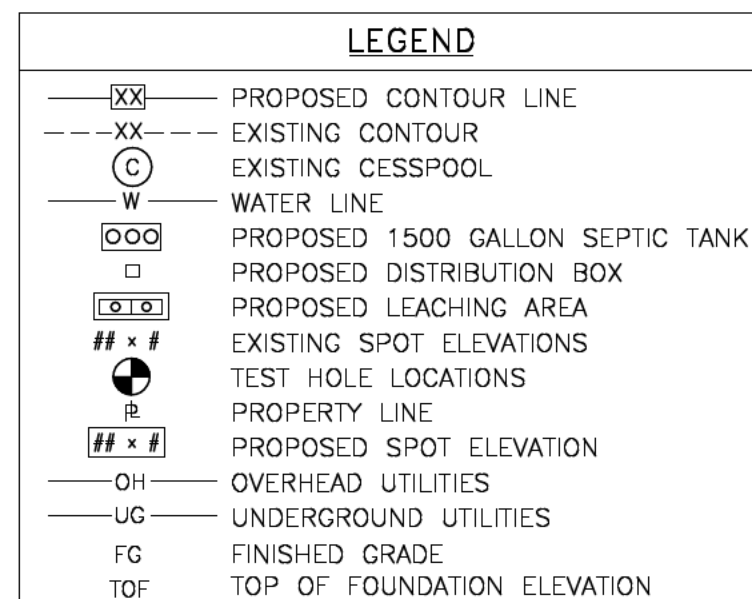 LEGEND
XX PROPOSED CONTOUR LINE
XX EXISTING CONTOUR
C EXISTING CESSPOOL
W WATER LINE
PROPOSED 1500 GALLON SEPTIC TANK
PROPOSED DISTRIBUTION BOX
PROPOSED LEACHING AREA
## × # EXISTING SPOT ELEVATIONS
TEST HOLE LOCATIONS
PL PROPERTY LINE
## × # PROPOSED SPOT ELEVATION
OH OVERHEAD UTILITIES
UG UNDERGROUND UTILITIES
FG FINISHED GRADE
TOF TOP OF FOUNDATION ELEVATION